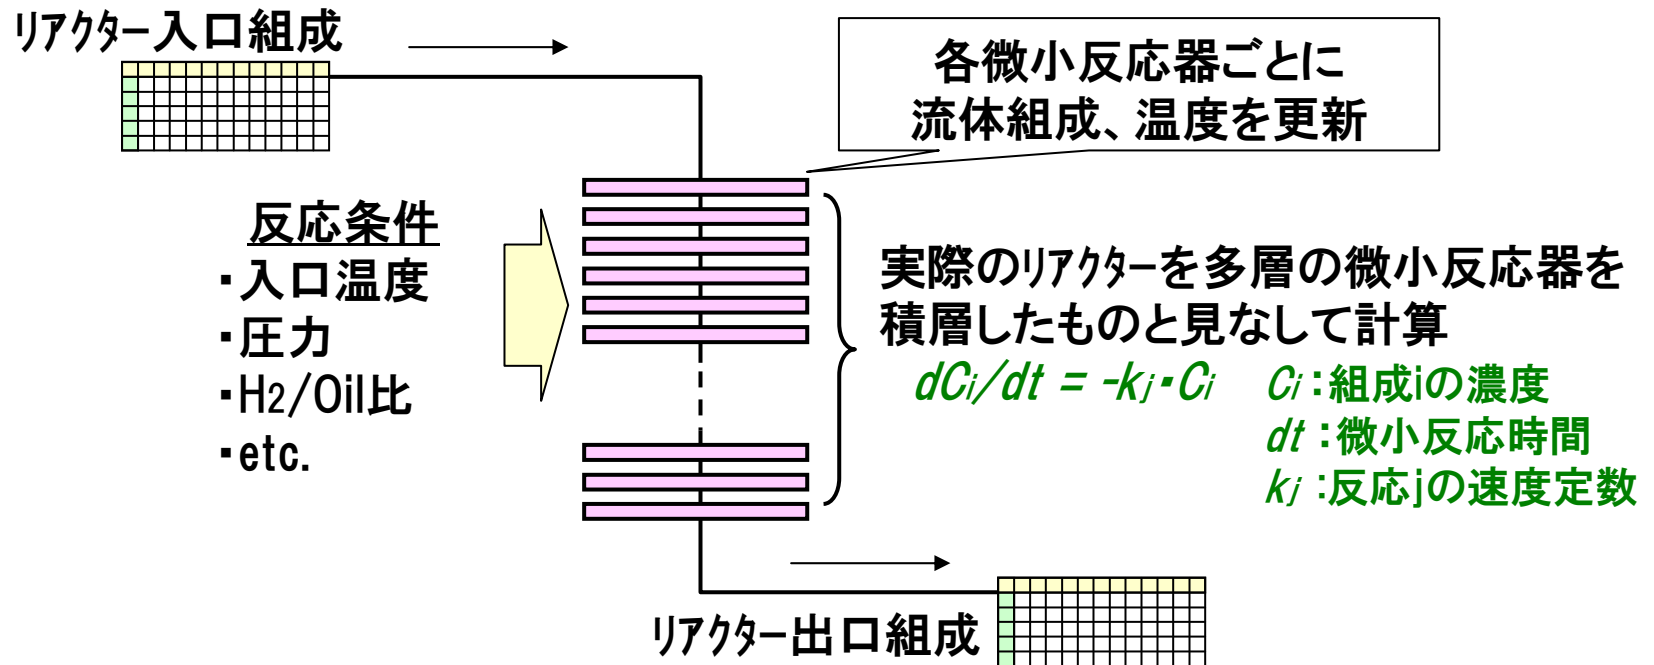 リアクター入口組成
各微小反応器ごとに
流体組成、温度を更新
反応条件
・入口温度
・圧力
・H2/Oil比
・etc.
実際のリアクターを多層の微小反応器を
積層したものと見なして計算
dCi/dt = -kj・Ci
Ci：組成iの濃度
dt：微小反応時間
kj：反応jの速度定数
リアクター出口組成